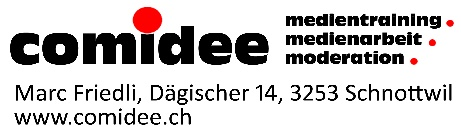 comidee
medientraining.
medienarbeit.
moderation.
Marc Friedli, Dägischer 14, 3253 Schnottwil
www.comidee.ch